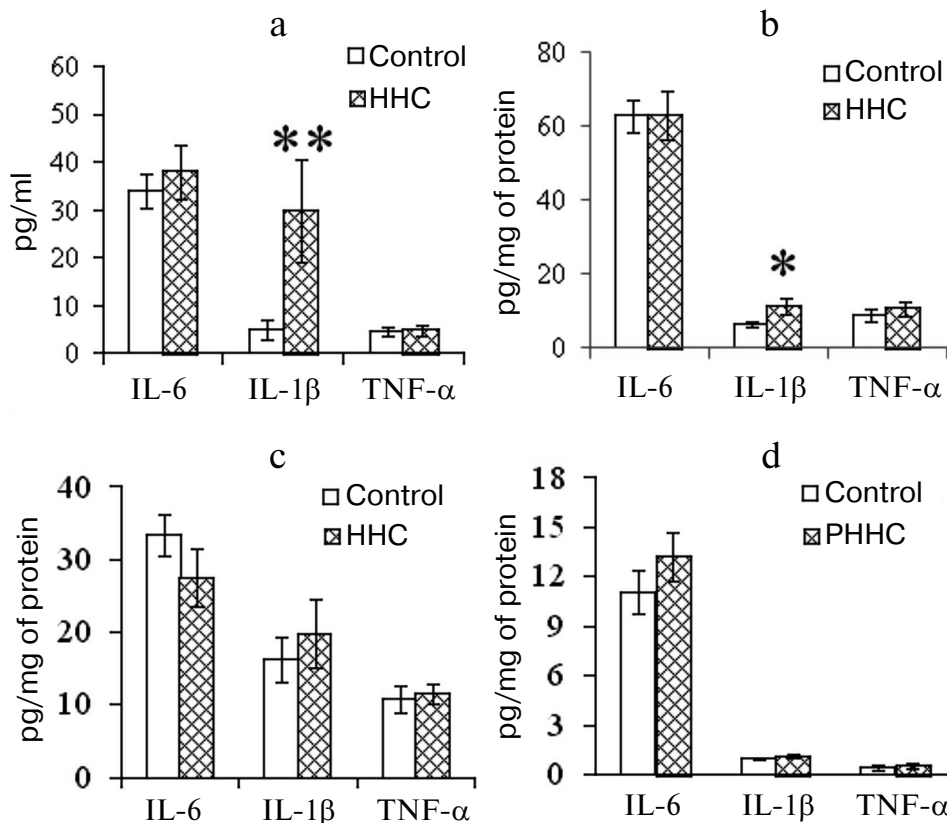 a
pg/ml
60
50
40
30
20
10
0
Control
HHC
**
IL-6 IL-1β TNF-α
b
pg/mg of protein
80
60
40
20
0
Control
HHC
*
IL-6 IL-1β TNF-α
c
pg/mg of protein
40
30
20
10
0
Control
HHC
IL-6 IL-1β TNF-α
d
pg/mg of protein
18
15
12
9
6
3
0
Control
PHHC
IL-6 IL-1β TNF-α